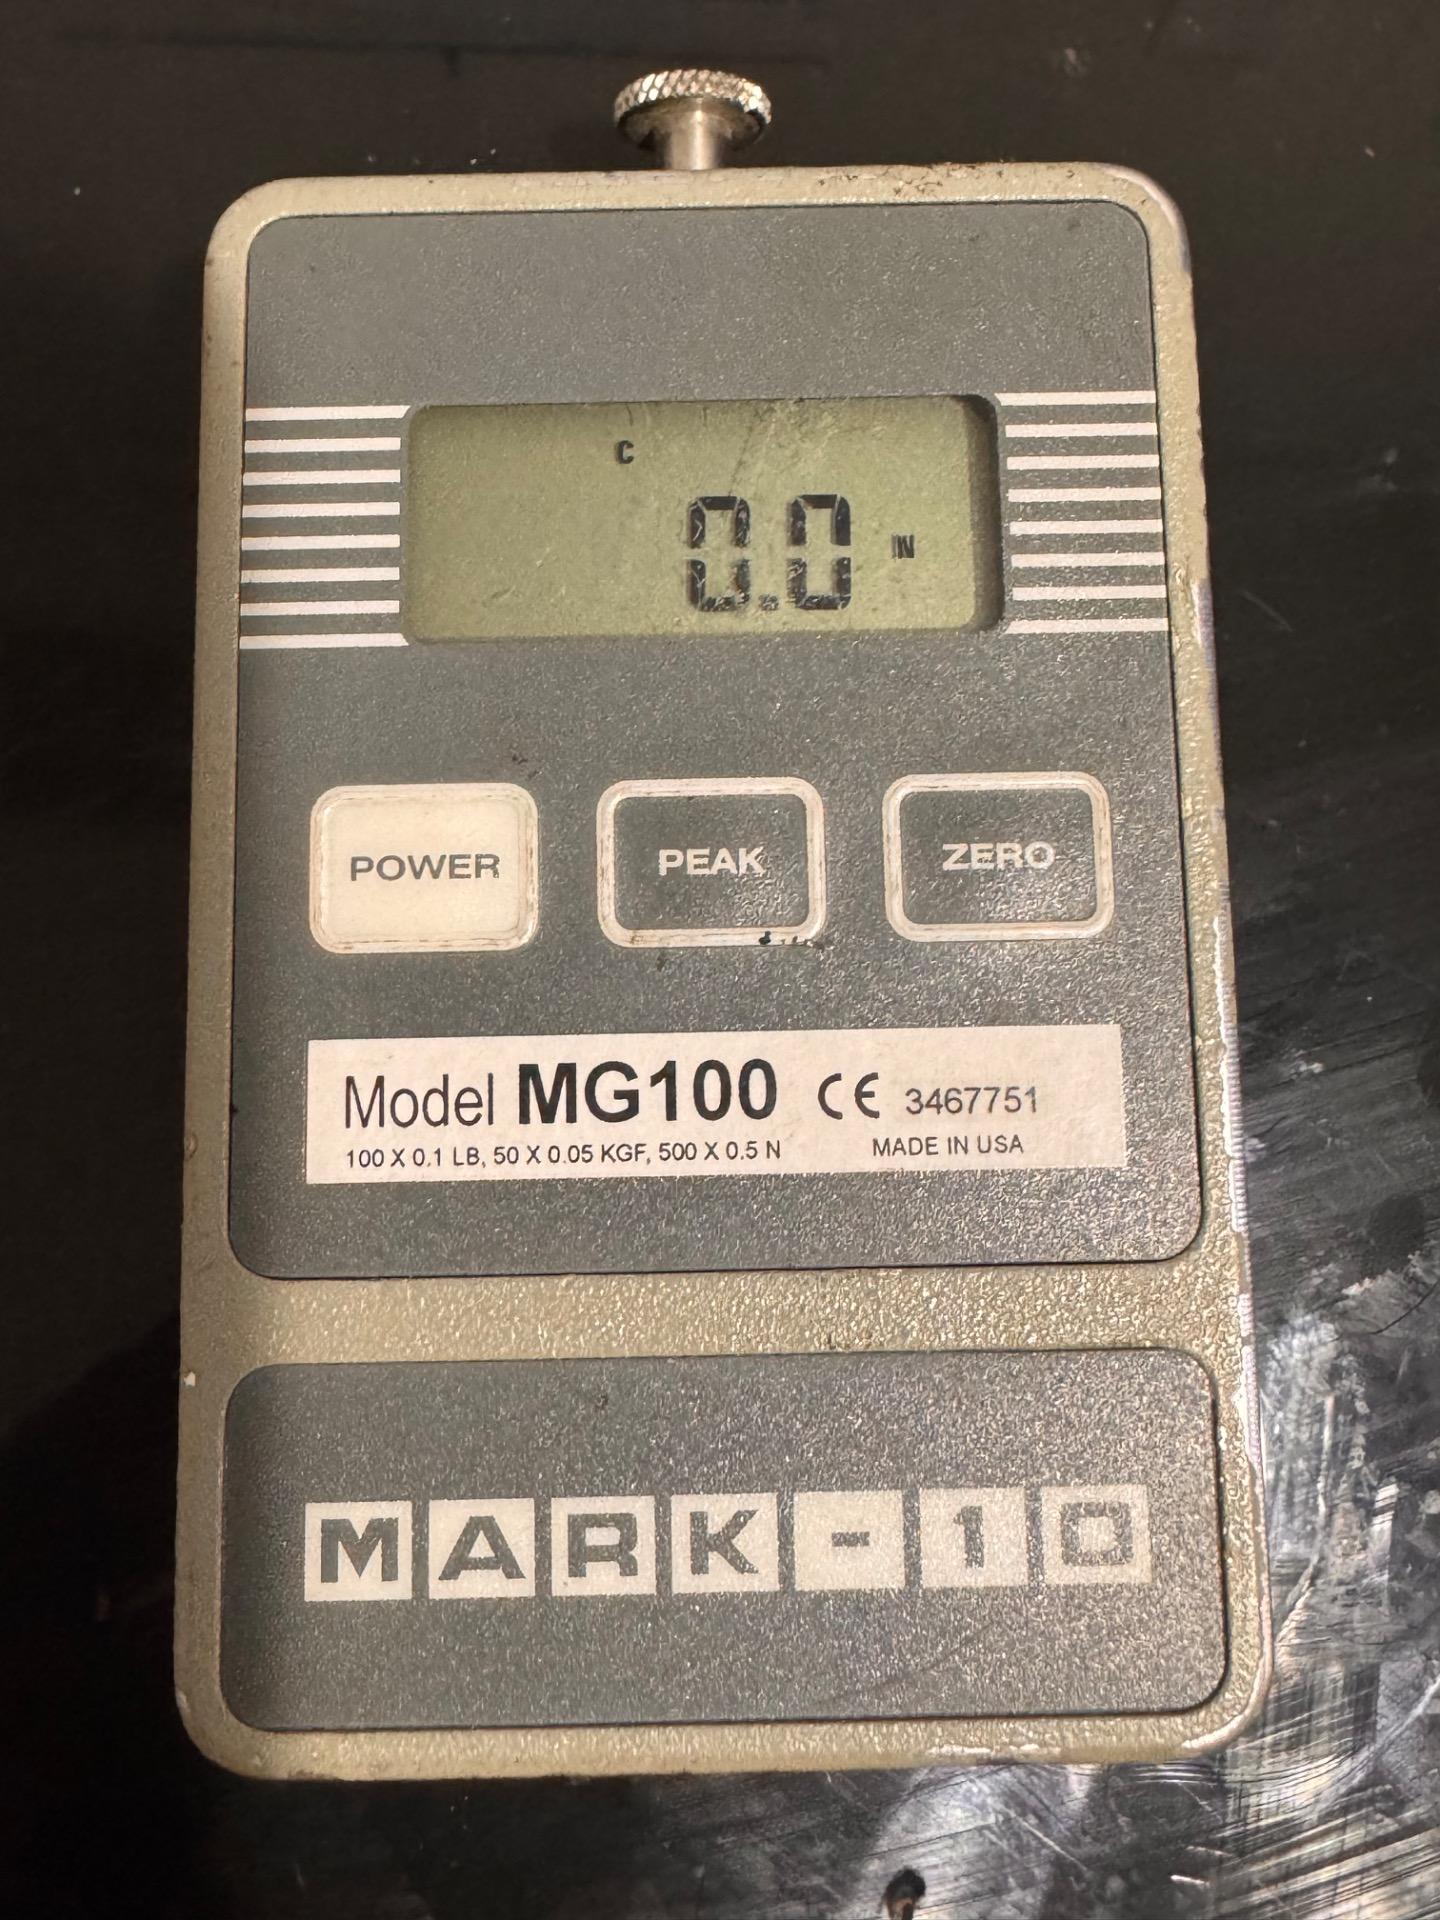 C
0.0 N
POWER PEAK ZERO
Model MG100 CE 3467751
100 X 0.1 LB, 50 X 0.05 KGF, 500 X 0.5 N MADE IN USA
MARK-10